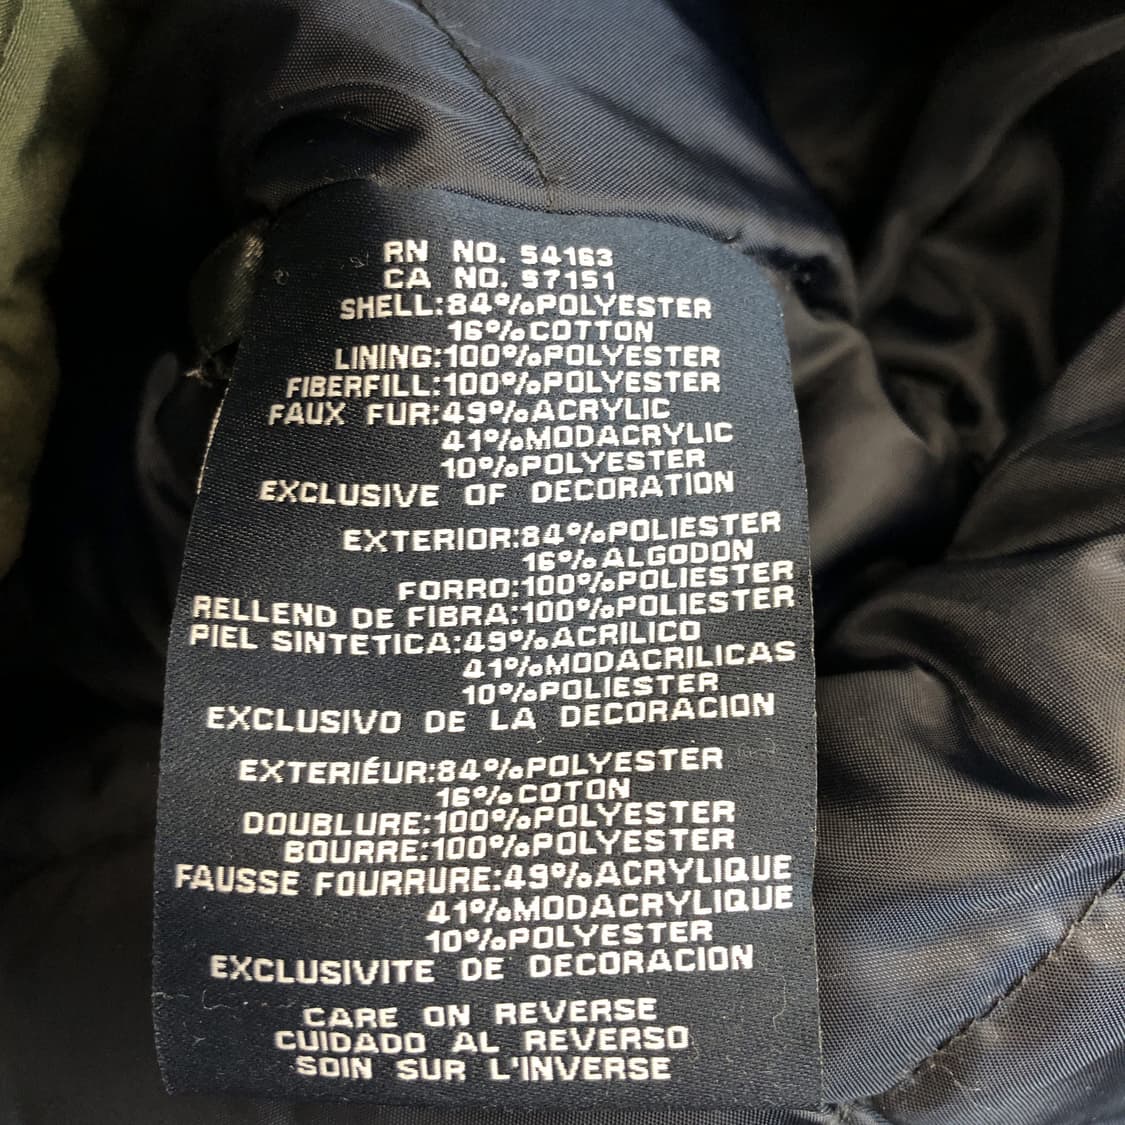 RN NO. 54163
CA NO. 57151
SHELL:84%POLYESTER
16%COTTON
LINING:100%POLYESTER
FIBERFILL:100%POLYESTER
FAUX FUR:49%ACRYLIC
41%MODACRYLIC
10%POLYESTER
EXCLUSIVE OF DECORATION
EXTERIOR:84%POLIESTER
16%ALGODON
FORRO:100%POLIESTER
RELLEND DE FIBRA:100%POLIESTER
PIEL SINTETICA:49%ACRILICO
41%MODACRILICAS
10%POLIESTER
EXCLUSIVO DE LA DECORACION
EXTERIÉUR:84%POLYESTER
16%COTON
DOUBLURE:100%POLYESTER
BOURRE:100%POLYESTER
FAUSSE FOURRURE:49%ACRYLIQUE
41%MODACRYLIQUE
10%POLYESTER
EXCLUSIVITE DE DECORACION
CARE ON REVERSE
CUIDADO AL REVERSO
SOIN SUR L'INVERSE